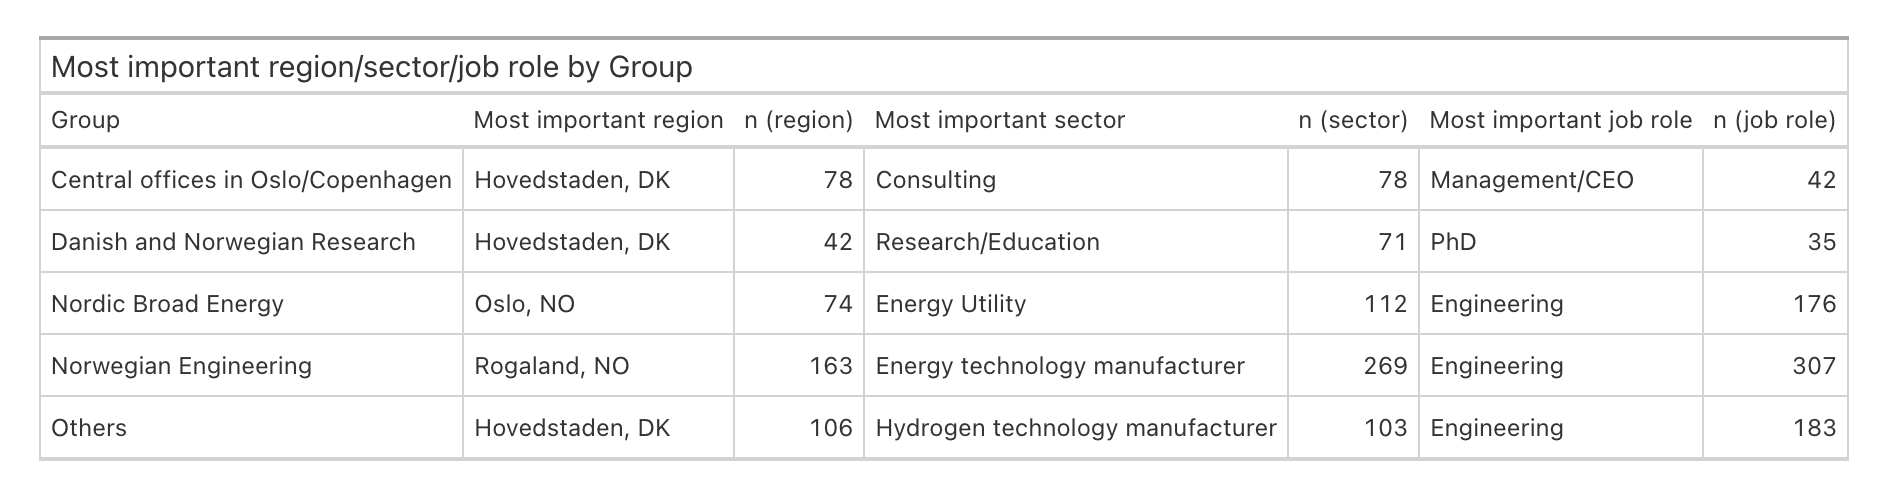 Most important region/sector/job role by Group
Group Most important region n (region) Most important sector n (sector) Most important job role n (job role)
Central offices in Oslo/Copenhagen Hovedstaden, DK 78 Consulting 78 Management/CEO 42
Danish and Norwegian Research Hovedstaden, DK 42 Research/Education 71 PhD 35
Nordic Broad Energy Oslo, NO 74 Energy Utility 112 Engineering 176
Norwegian Engineering Rogaland, NO 163 Energy technology manufacturer 269 Engineering 307
Others Hovedstaden, DK 106 Hydrogen technology manufacturer 103 Engineering 183